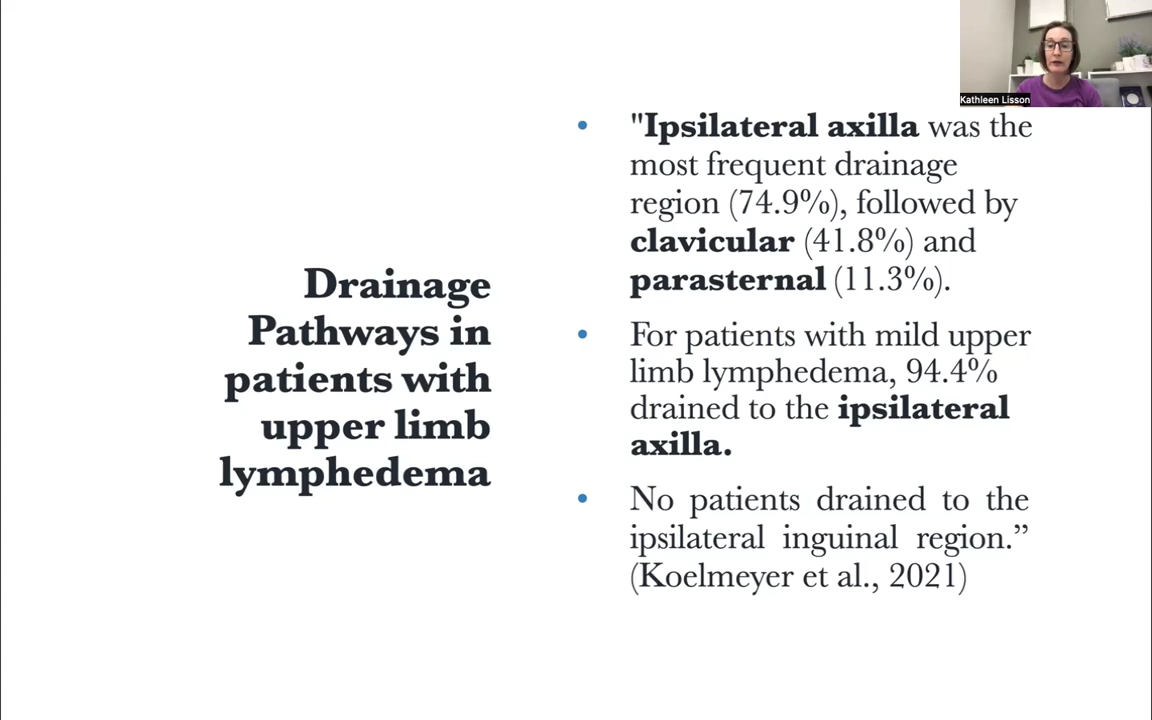 Kathleen Lisson
Drainage
Pathways in
patients with
upper limb
lymphedema
• "Ipsilateral axilla was the
most frequent drainage
region (74.9%), followed by
clavicular (41.8%) and
parasternal (11.3%).
• For patients with mild upper
limb lymphedema, 94.4%
drained to the ipsilateral
axilla.
• No patients drained to the
ipsilateral inguinal region.”
(Koelmeyer et al., 2021)